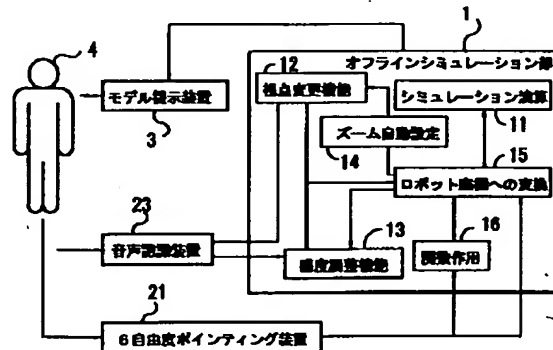 4
1
オフラインシミュレーション部
12
視点変更機能
シミュレーション演算
11
モデル提示装置
3
ズーム自動設定
14
15
ロボット座標への変換
23
音声認識装置
13
感度調整機能
16
関数作用
21
6自由度ポインティング装置